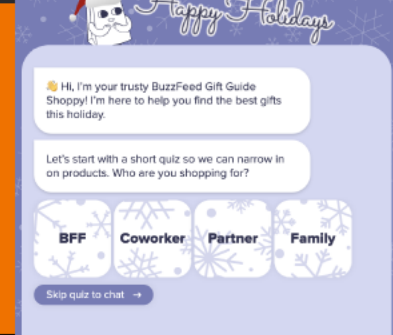 Happy Holidays
👋 Hi, I'm your trusty BuzzFeed Gift Guide
Shoppy! I'm here to help you find the best gifts
this holiday.
Let's start with a short quiz so we can narrow in
on products. Who are you shopping for?
BFF
Coworker
Partner
Family
Skip quiz to chat →